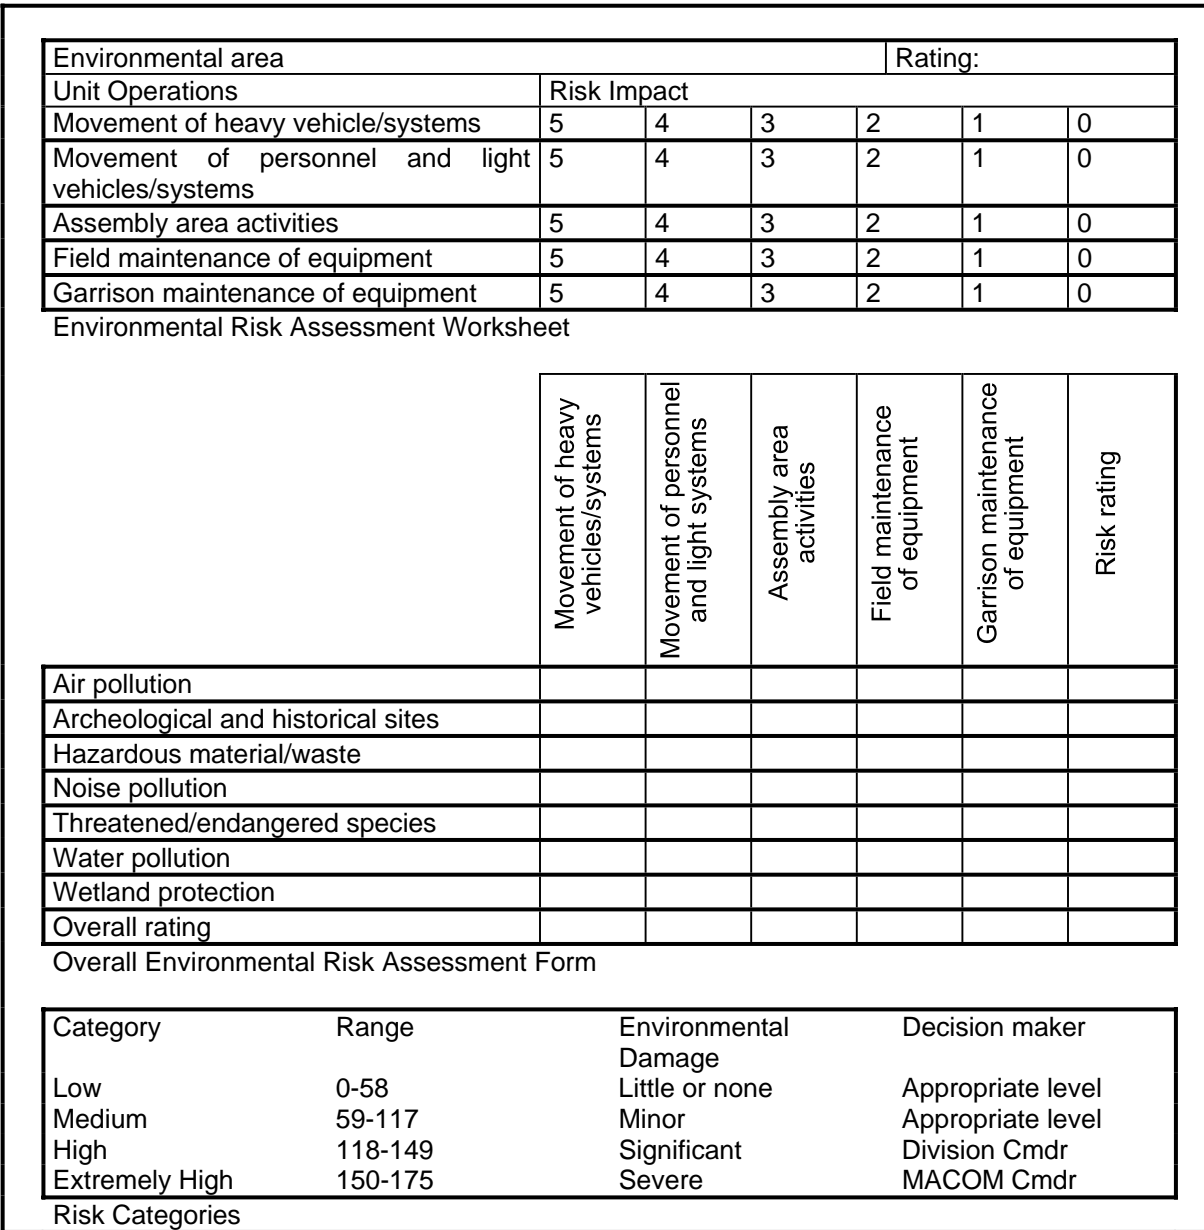 Environmental area Rating:
Unit Operations Risk Impact
Movement of heavy vehicle/systems 5 4 3 2 1 0
Movement of personnel and light 5 4 3 2 1 0
vehicles/systems
Assembly area activities 5 4 3 2 1 0
Field maintenance of equipment 5 4 3 2 1 0
Garrison maintenance of equipment 5 4 3 2 1 0
Environmental Risk Assessment Worksheet
Movement of heavy
vehicles/systems
Movement of personnel
and light systems
Assembly area
activities
Field maintenance
of equipment
Garrison maintenance
of equipment
Risk rating
Air pollution
Archeological and historical sites
Hazardous material/waste
Noise pollution
Threatened/endangered species
Water pollution
Wetland protection
Overall rating
Overall Environmental Risk Assessment Form
Category Range Environmental Decision maker
Damage
Low 0-58 Little or none Appropriate level
Medium 59-117 Minor Appropriate level
High 118-149 Significant Division Cmdr
Extremely High 150-175 Severe MACOM Cmdr
Risk Categories